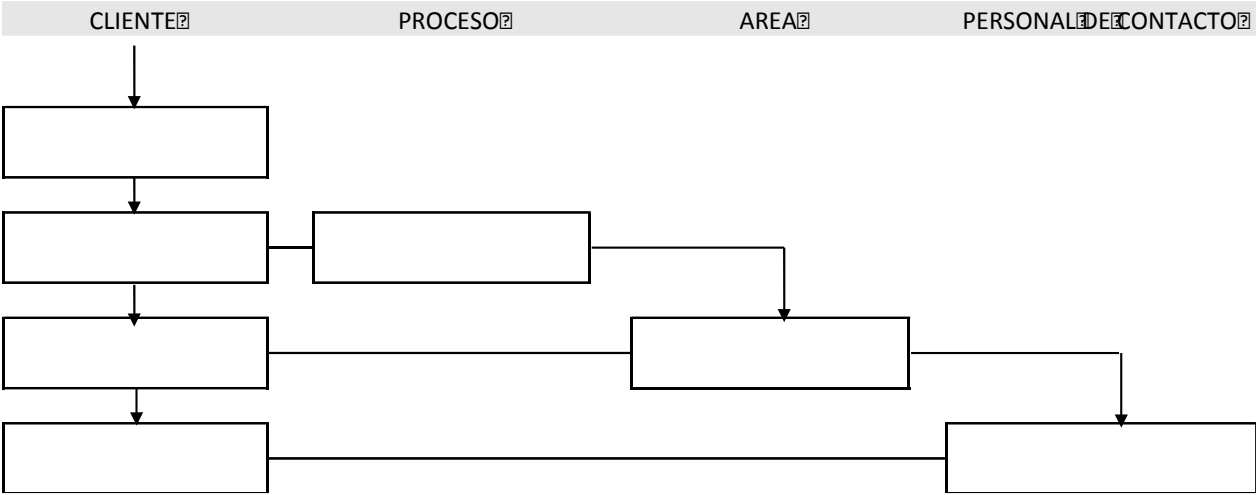 CLIENTE⍰ PROCESO⍰ AREA⍰ PERSONAL⍰DE⍰CONTACTO⍰